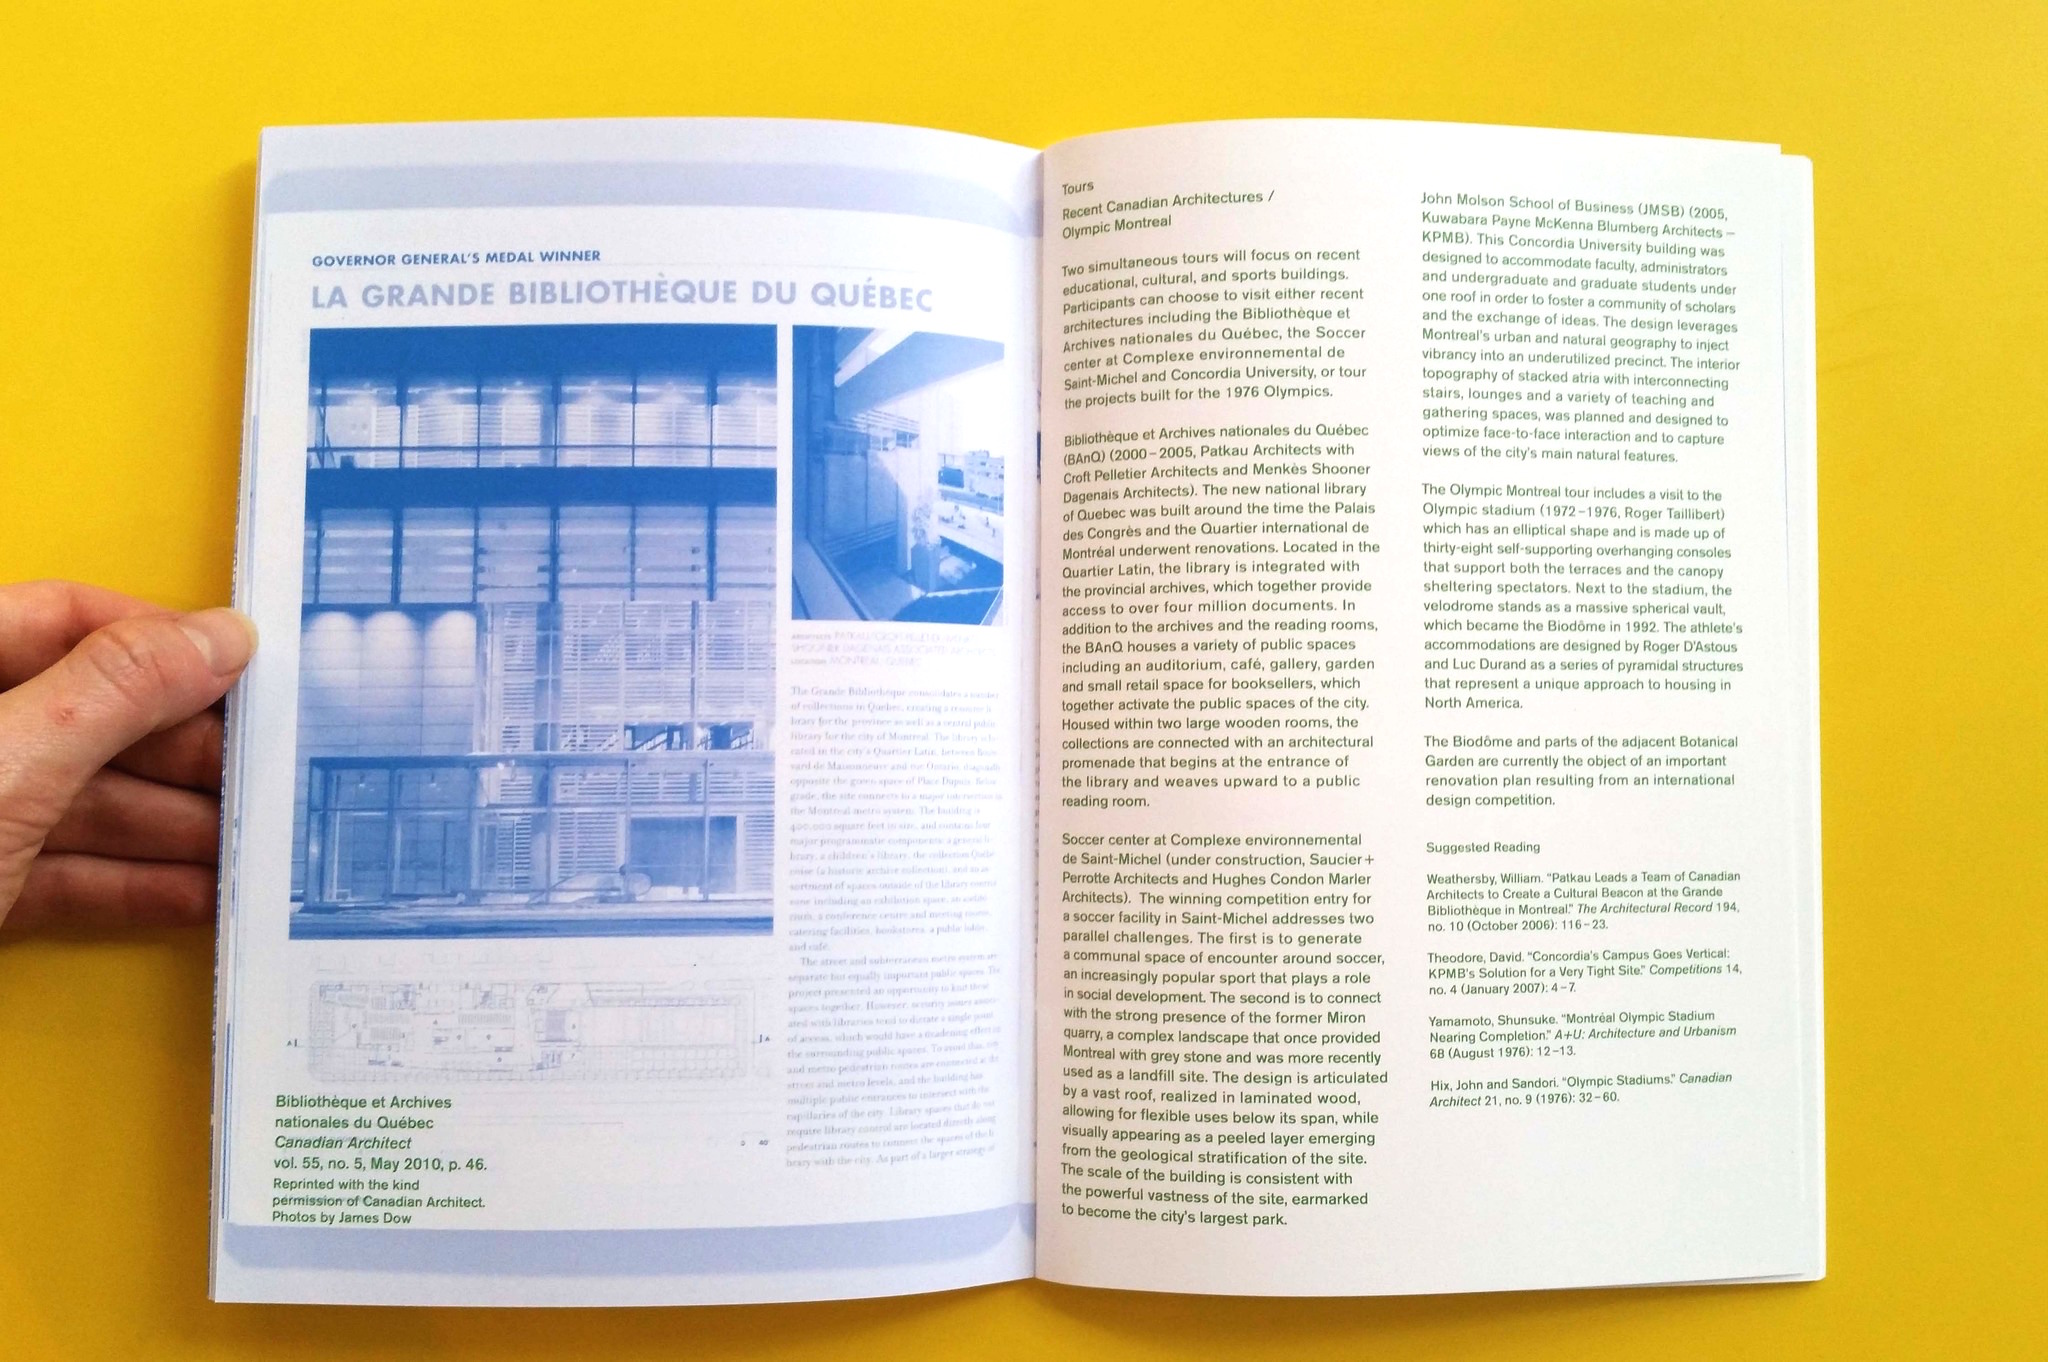 GOVERNOR GENERAL'S MEDAL WINNER
LA GRANDE BIBLIOTHÈQUE DU QUÉBEC
ARCHITECTS PATKAU/CROFT PELLETIER/MENKÈS
SHOONER DAGENAIS ASSOCIATED ARCHITECTS
LOCATION MONTREAL, QUEBEC
The Grande Bibliothèque consolidates a number
of collections in Quebec, creating a resource li-
brary for the province as well as a central public
library for the city of Montreal. The library is lo-
cated in the city's Quartier Latin, between Boule-
vard de Maisonneuve and rue Ontario, diagonally
opposite the green space of Place Dupuis. Below
grade, the site connects to a major intersection in
the Montreal metro system. The building is
400,000 square feet in size, and contains four
major programmatic components: a general li-
brary, a children's library, the collection Québé-
coise (a historic archive collection), and an as-
sortment of spaces outside of the library control
zone including an exhibition space, an audito-
rium, a conference centre and meeting rooms,
catering facilities, bookstores, a public lobby
and café.
The street and subterranean metro system are
separate but equally important public spaces. The
project presented an opportunity to knit these
spaces together. However, security issues associ-
ated with libraries tend to dictate a single point
of access, which would have a deadening effect on
the surrounding public spaces. To avoid this,
and metro pedestrian routes are connected at the
street and metro levels, and the building has
multiple public entrances to intersect with the
capillaries of the city. Library spaces that do not
require library control are located directly along
pedestrian routes to connect the spaces of the li-
brary with the city. As part of a larger strategy of
A A
0 40'
Bibliothèque et Archives
nationales du Québec
Canadian Architect
vol. 55, no. 5, May 2010, p. 46.
Reprinted with the kind
permission of Canadian Architect.
Photos by James Dow
Tours
Recent Canadian Architectures /
Olympic Montreal
Two simultaneous tours will focus on recent
educational, cultural, and sports buildings.
Participants can choose to visit either recent
architectures including the Bibliothèque et
Archives nationales du Québec, the Soccer
center at Complexe environnemental de
Saint-Michel and Concordia University, or tour
the projects built for the 1976 Olympics.
Bibliothèque et Archives nationales du Québec
(BAnQ) (2000–2005, Patkau Architects with
Croft Pelletier Architects and Menkès Shooner
Dagenais Architects). The new national library
of Quebec was built around the time the Palais
des Congrès and the Quartier international de
Montréal underwent renovations. Located in the
Quartier Latin, the library is integrated with
the provincial archives, which together provide
access to over four million documents. In
addition to the archives and the reading rooms,
the BAnQ houses a variety of public spaces
including an auditorium, café, gallery, garden
and small retail space for booksellers, which
together activate the public spaces of the city.
Housed within two large wooden rooms, the
collections are connected with an architectural
promenade that begins at the entrance of
the library and weaves upward to a public
reading room.
Soccer center at Complexe environnemental
de Saint-Michel (under construction, Saucier+
Perrotte Architects and Hughes Condon Marler
Architects). The winning competition entry for
a soccer facility in Saint-Michel addresses two
parallel challenges. The first is to generate
a communal space of encounter around soccer,
an increasingly popular sport that plays a role
in social development. The second is to connect
with the strong presence of the former Miron
quarry, a complex landscape that once provided
Montreal with grey stone and was more recently
used as a landfill site. The design is articulated
by a vast roof, realized in laminated wood,
allowing for flexible uses below its span, while
visually appearing as a peeled layer emerging
from the geological stratification of the site.
The scale of the building is consistent with
the powerful vastness of the site, earmarked
to become the city's largest park.
John Molson School of Business (JMSB) (2005,
Kuwabara Payne McKenna Blumberg Architects –
KPMB). This Concordia University building was
designed to accommodate faculty, administrators
and undergraduate and graduate students under
one roof in order to foster a community of scholars
and the exchange of ideas. The design leverages
Montreal's urban and natural geography to inject
vibrancy into an underutilized precinct. The interior
topography of stacked atria with interconnecting
stairs, lounges and a variety of teaching and
gathering spaces, was planned and designed to
optimize face-to-face interaction and to capture
views of the city's main natural features.
The Olympic Montreal tour includes a visit to the
Olympic stadium (1972–1976, Roger Taillibert)
which has an elliptical shape and is made up of
thirty-eight self-supporting overhanging consoles
that support both the terraces and the canopy
sheltering spectators. Next to the stadium, the
velodrome stands as a massive spherical vault,
which became the Biodôme in 1992. The athlete's
accommodations are designed by Roger D'Astous
and Luc Durand as a series of pyramidal structures
that represent a unique approach to housing in
North America.
The Biodôme and parts of the adjacent Botanical
Garden are currently the object of an important
renovation plan resulting from an international
design competition.
Suggested Reading
Weathersby, William. "Patkau Leads a Team of Canadian
Architects to Create a Cultural Beacon at the Grande
Bibliothèque in Montreal." The Architectural Record 194,
no. 10 (October 2006): 116–23.
Theodore, David. "Concordia's Campus Goes Vertical:
KPMB's Solution for a Very Tight Site." Competitions 14,
no. 4 (January 2007): 4–7.
Yamamoto, Shunsuke. "Montréal Olympic Stadium
Nearing Completion." A+U: Architecture and Urbanism
68 (August 1976): 12–13.
Hix, John and Sandori. "Olympic Stadiums." Canadian
Architect 21, no. 9 (1976): 32–60.